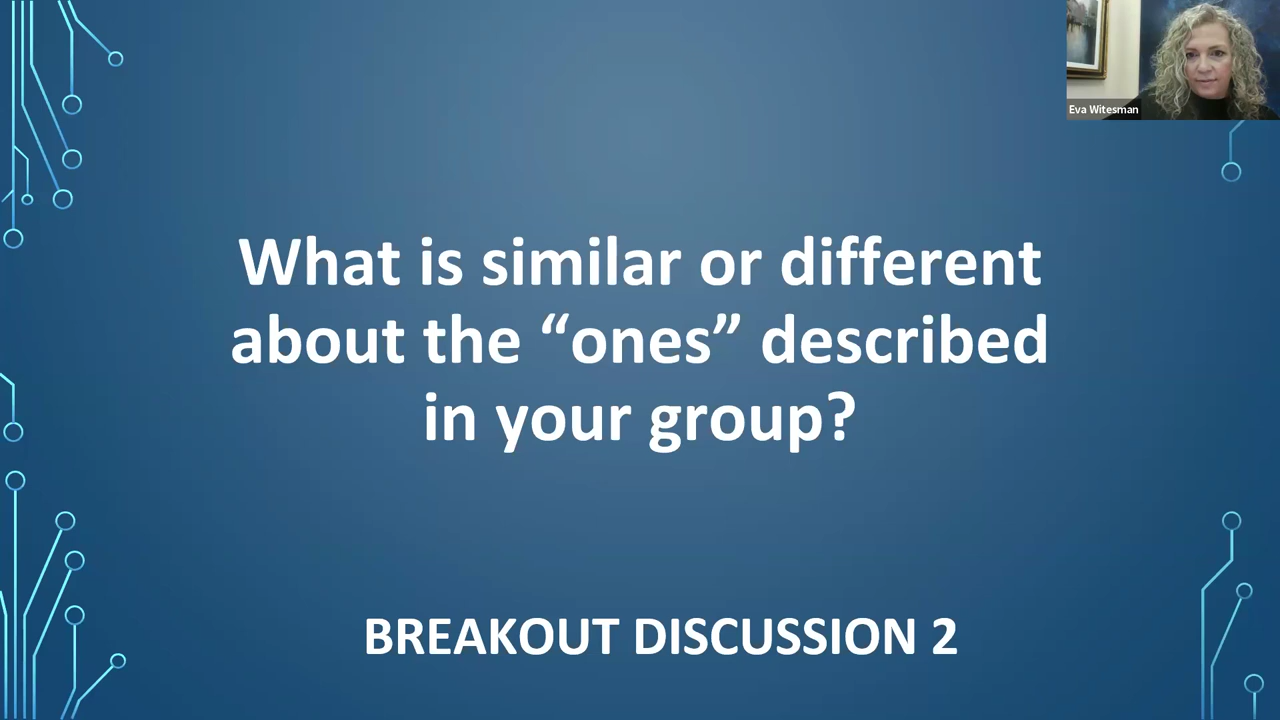 Eva Witesman
What is similar or different
about the “ones” described
in your group?
BREAKOUT DISCUSSION 2